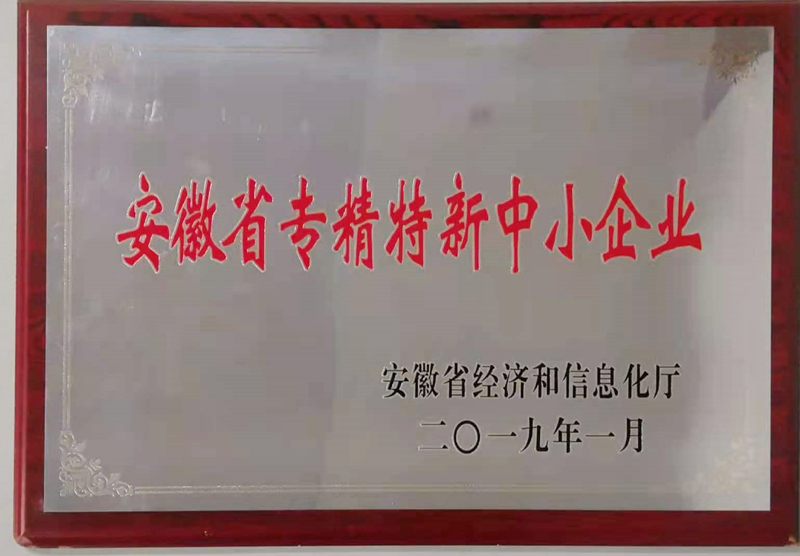 安徽省专精特新中小企业
安徽省经济和信息化厅
二〇一九年一月